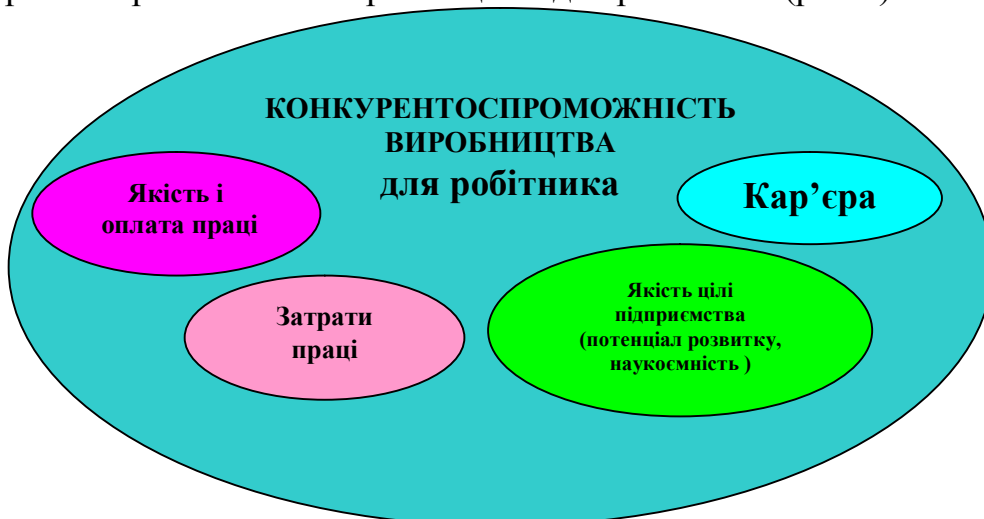 КОНКУРЕНТОСПРОМОЖНІСТЬ
ВИРОБНИЦТВА
для робітника
Якість і
оплата праці
Кар’єра
Затрати
праці
Якість цілі
підприємства
(потенціал розвитку,
наукоємність )